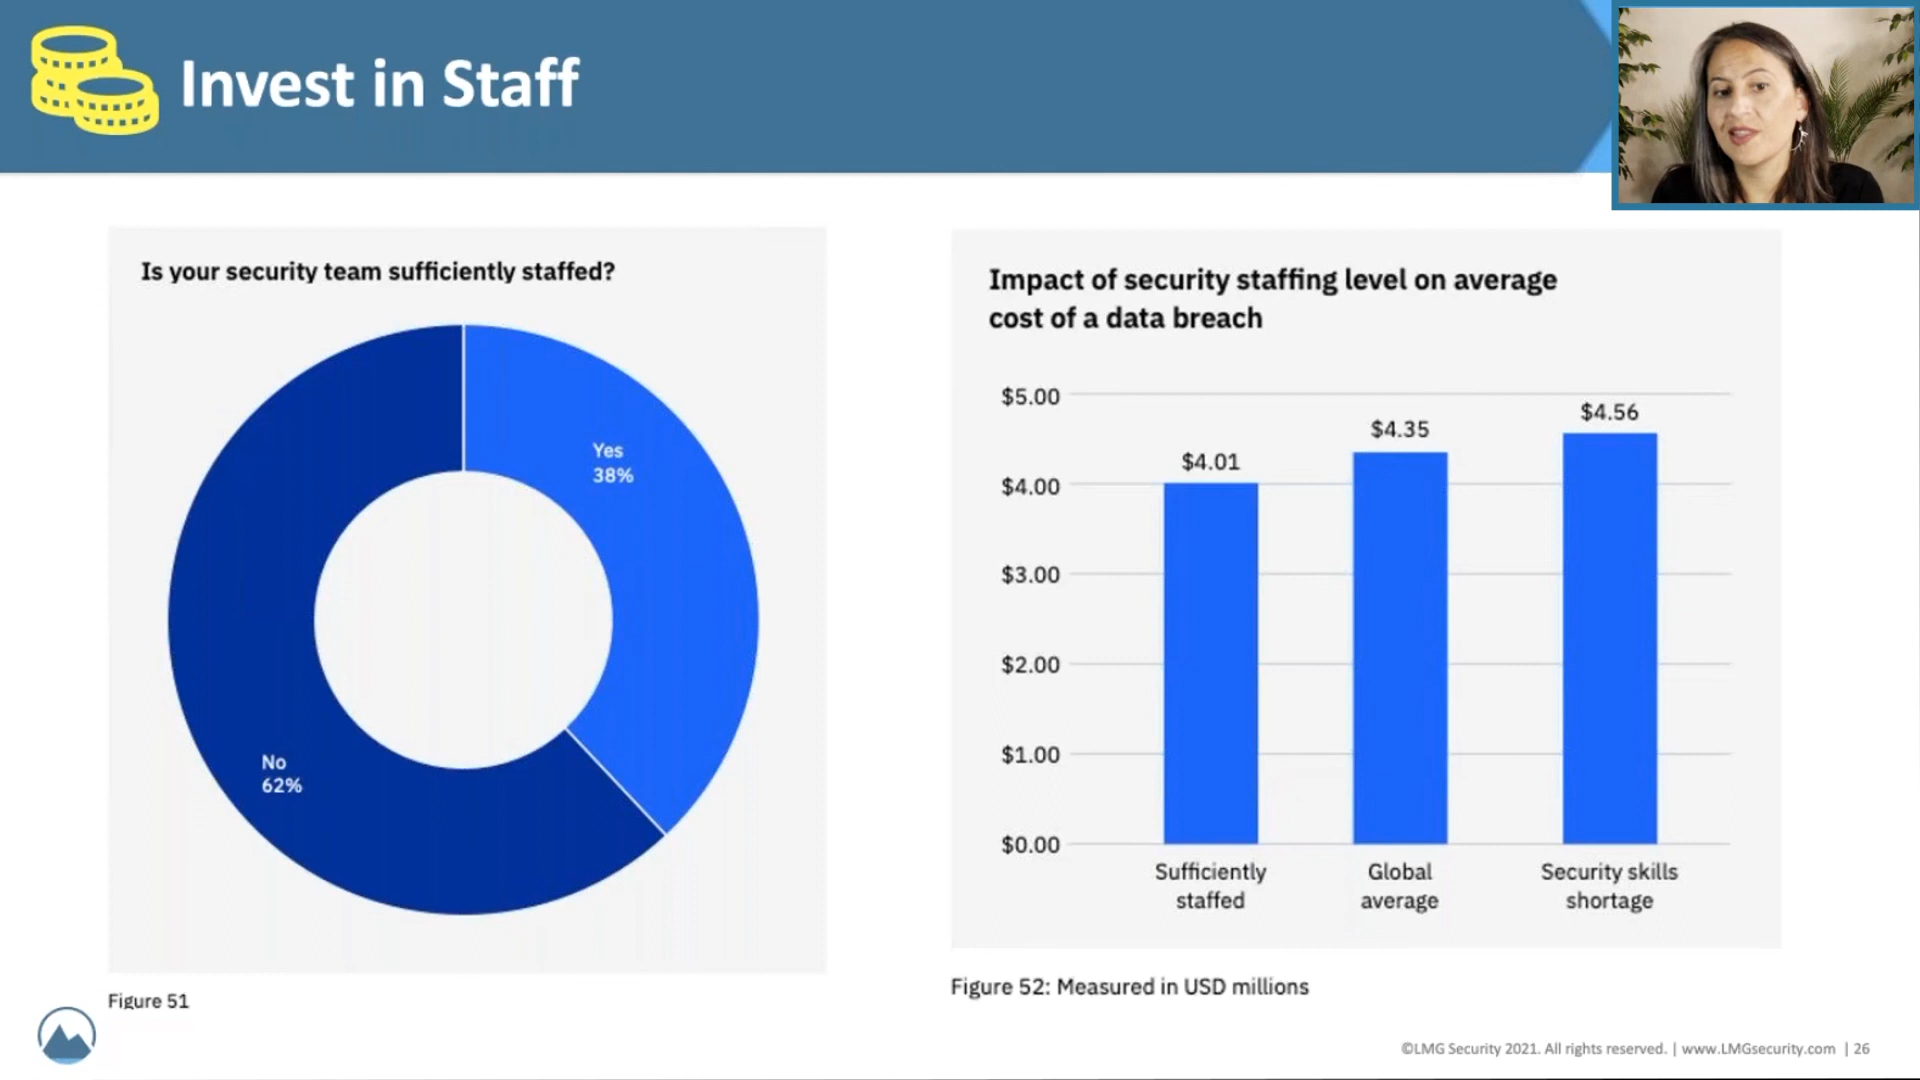 Invest in Staff
Is your security team sufficiently staffed?
Yes
38%
No
62%
Figure 51
Impact of security staffing level on average
cost of a data breach
$5.00
$4.00
$3.00
$2.00
$1.00
$0.00
$4.01
$4.35
$4.56
Sufficiently
staffed
Global
average
Security skills
shortage
Figure 52: Measured in USD millions
©LMG Security 2021. All rights reserved. | www.LMGsecurity.com | 26